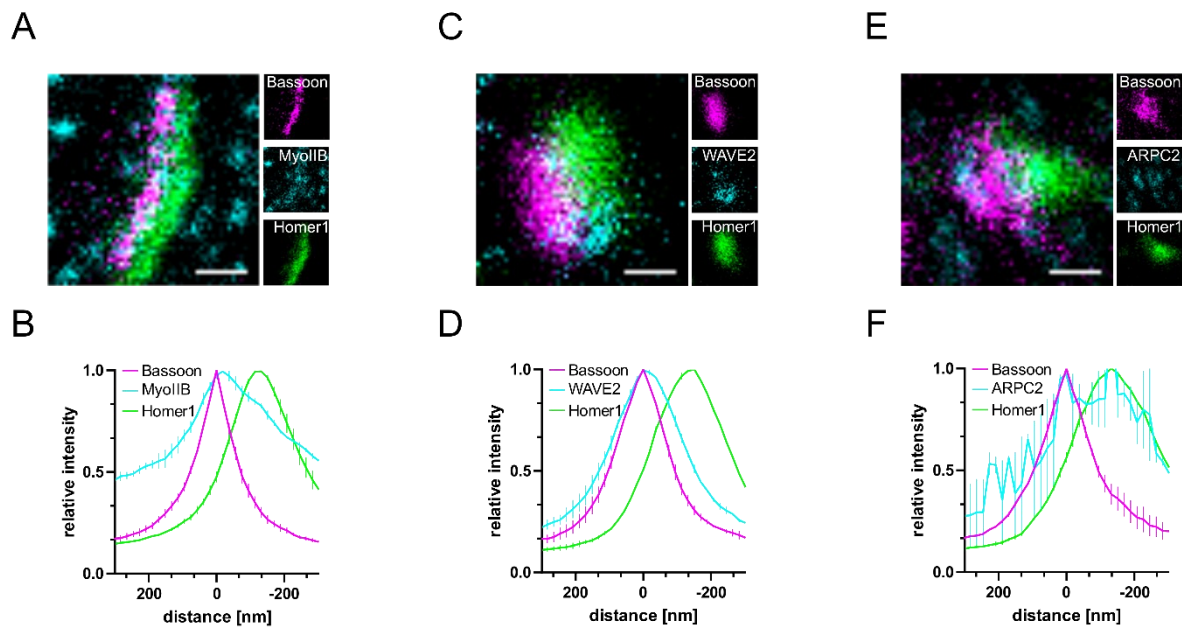 A
Bassoon
MyoIIB
Homer1
C
Bassoon
WAVE2
Homer1
E
Bassoon
ARPC2
Homer1
B
Bassoon
MyoIIB
Homer1
1.0
0.5
0.0
relative intensity
200 0 -200
distance [nm]
D
Bassoon
WAVE2
Homer1
1.0
0.5
0.0
relative intensity
200 0 -200
distance [nm]
F
Bassoon
ARPC2
Homer1
1.0
0.5
0.0
relative intensity
200 0 -200
distance [nm]